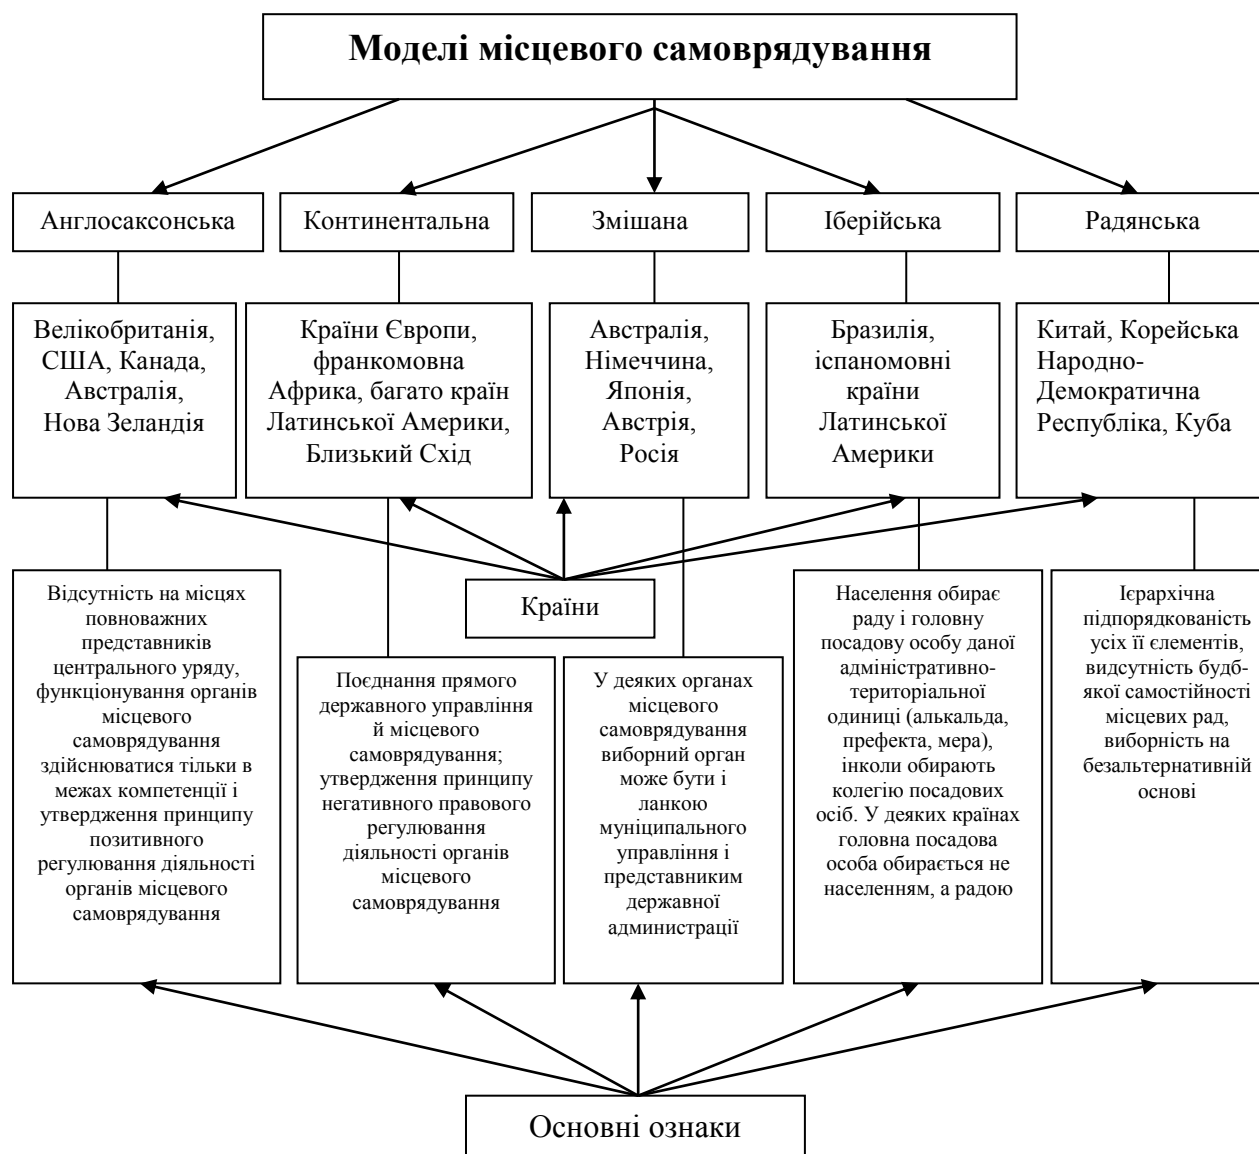 Моделі місцевого самоврядування
Англосаксонська
Континентальна
Змішана
Іберійська
Радянська
Велікобританія,
США, Канада,
Австралія,
Нова Зеландія
Країни Європи,
франкомовна
Африка, багато країн
Латинської Америки,
Близький Схід
Австралія,
Німеччина,
Японія,
Австрія,
Росія
Бразилія,
іспаномовні
країни
Латинської
Америки
Китай, Корейська
Народно-
Демократична
Республіка, Куба
Країни
Відсутність на місцях
повноважних
представників
центрального уряду,
функціонування органів
місцевого
самоврядування
здійснюватися тільки в
межах компетенції і
утвердження принципу
позитивного
регулювання діяльності
органів місцевого
самоврядування
Поєднання прямого
державного управління
й місцевого
самоврядування;
утвердження принципу
негативного правового
регулювання
діяльності органів
місцевого
самоврядування
У деяких органах
місцевого
самоврядування
виборний орган
може бути і
ланкою
муніципального
управління і
представиким
державної
администрації
Населення обирає
раду і головну
посадову особу даної
адміністративно-
територіальної
одиниці (алькальда,
префекта, мера),
інколи обирають
колегію посадових
осіб. У деяких країнах
головна посадова
особа обирається не
населенням, а радою
Ієрархічна
підпорядкованість
усіх її єлементів,
видсутність будь-
якої самостійності
місцевих рад,
виборність на
безальтернативній
основі
Основні ознаки